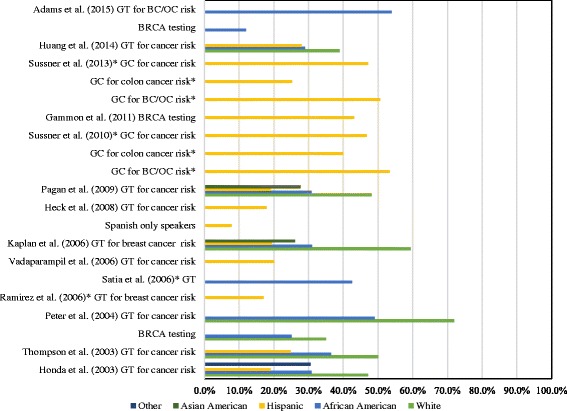 Adams et al. (2015) GT for BC/OC risk
BRCA testing
Huang et al. (2014) GT for cancer risk
Sussner et al. (2013)* GC for cancer risk
GC for colon cancer risk*
GC for BC/OC risk*
Gammon et al. (2011) BRCA testing
Sussner et al. (2010)* GC for cancer risk
GC for colon cancer risk*
GC for BC/OC risk*
Pagan et al. (2009) GT for cancer risk
Heck et al. (2008) GT for cancer risk
Spanish only speakers
Kaplan et al. (2006) GT for breast cancer risk
Vadaparampil et al. (2006) GT for cancer risk
Satia et al. (2006)* GT
Ramirez et al. (2006)* GT for breast cancer risk
Peter et al. (2004) GT for cancer risk
BRCA testing
Thompson et al. (2003) GT for cancer risk
Honda et al. (2003) GT for cancer risk
0.0% 10.0% 20.0% 30.0% 40.0% 50.0% 60.0% 70.0% 80.0% 90.0% 100.0%
Other Asian American Hispanic African American White